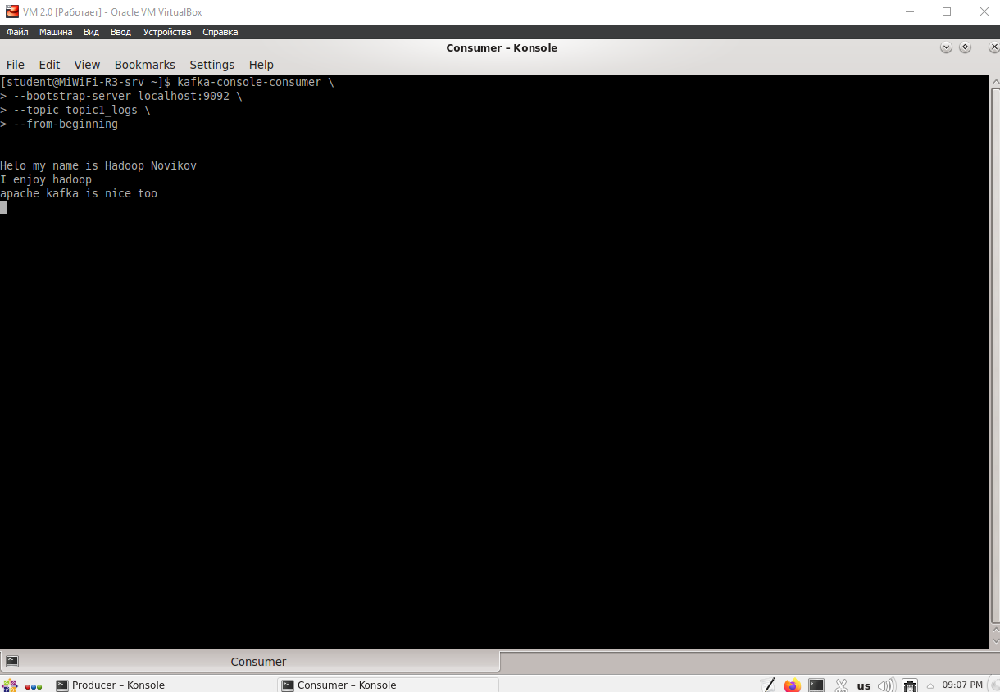 VM 2.0 [Работает] - Oracle VM VirtualBox
Файл Машина Вид Ввод Устройства Справка
Consumer – Konsole
File Edit View Bookmarks Settings Help
[student@MiWiFi-R3-srv ~]$ kafka-console-consumer \
> --bootstrap-server localhost:9092 \
> --topic topic1_logs \
> --from-beginning
Helo my name is Hadoop Novikov
I enjoy hadoop
apache kafka is nice too
Consumer
Producer – Konsole Consumer – Konsole us 09:07 PM